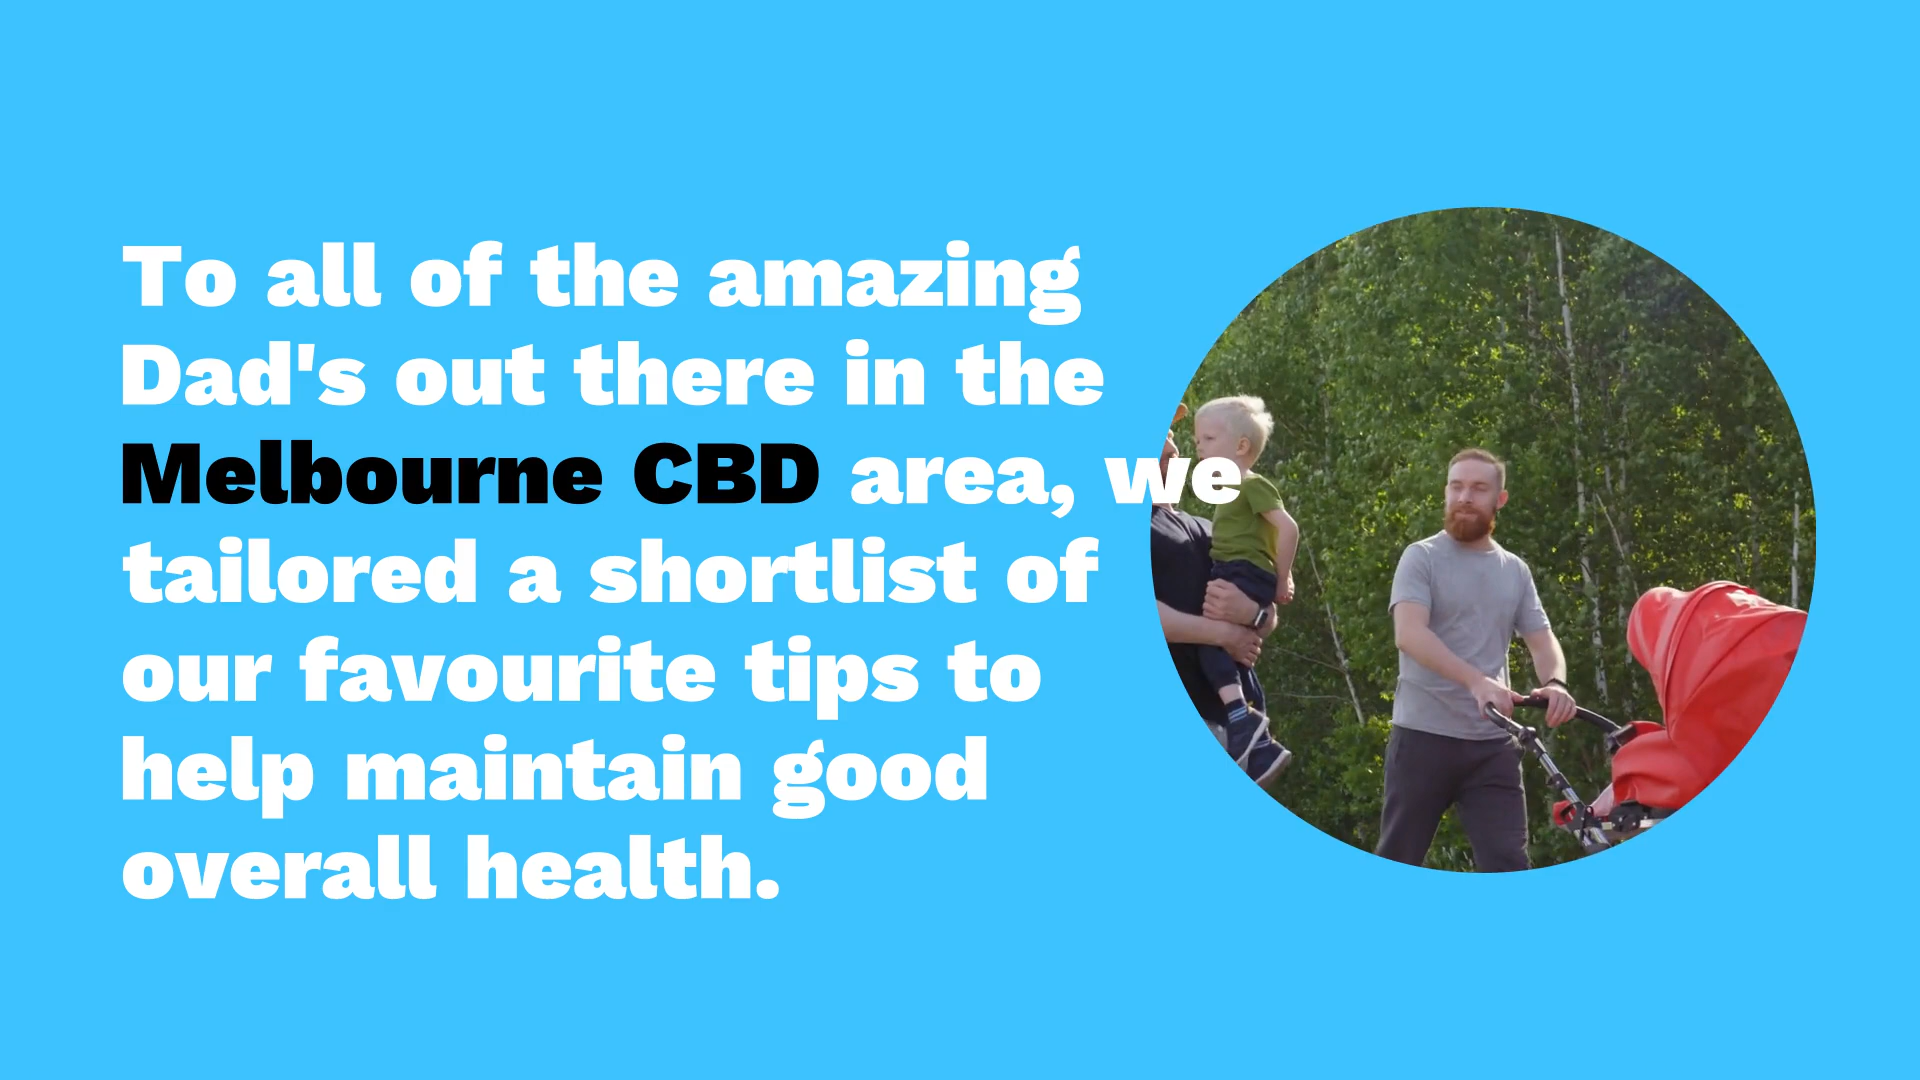 To all of the amazing
Dad's out there in the
Melbourne CBD area, we
tailored a shortlist of
our favourite tips to
help maintain good
overall health.